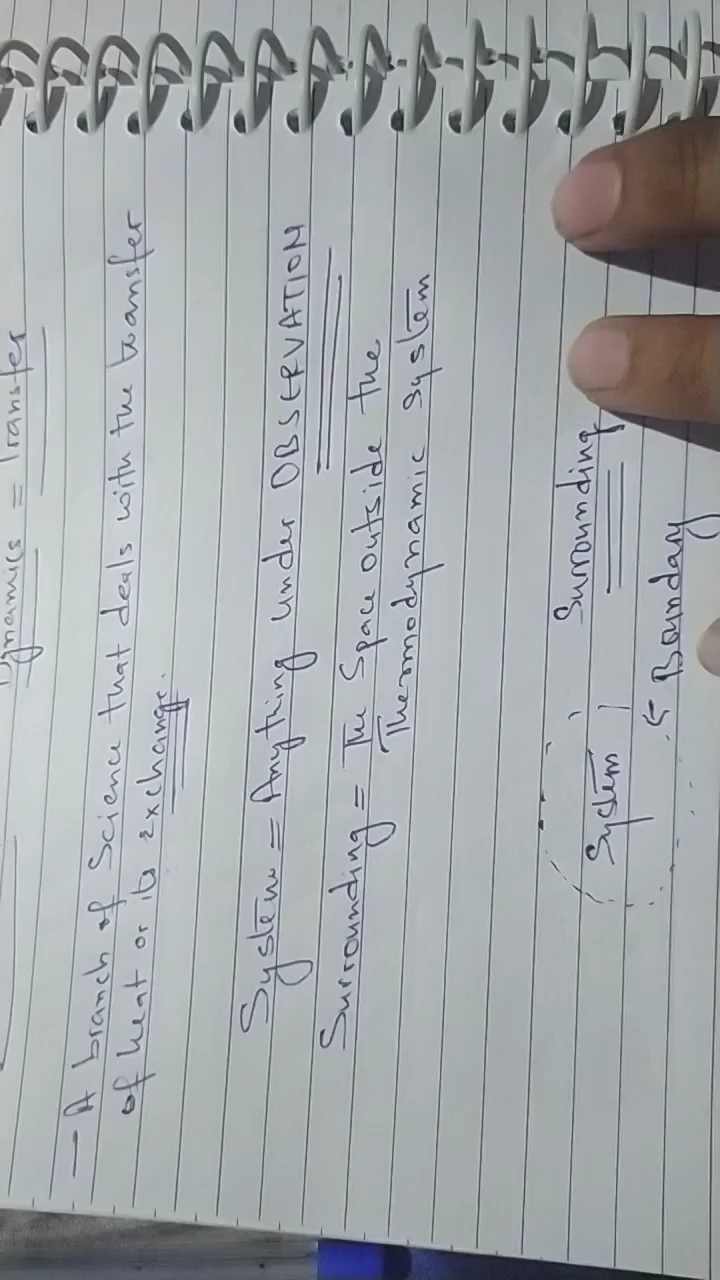 Dynamics = Transfer
- A branch of Science that deals with the transfer
of heat or its exchange.
System = Anything under OBSERVATION
Surrounding = The Space outside the
Thermodynamic System
Surrounding
System
Boundary